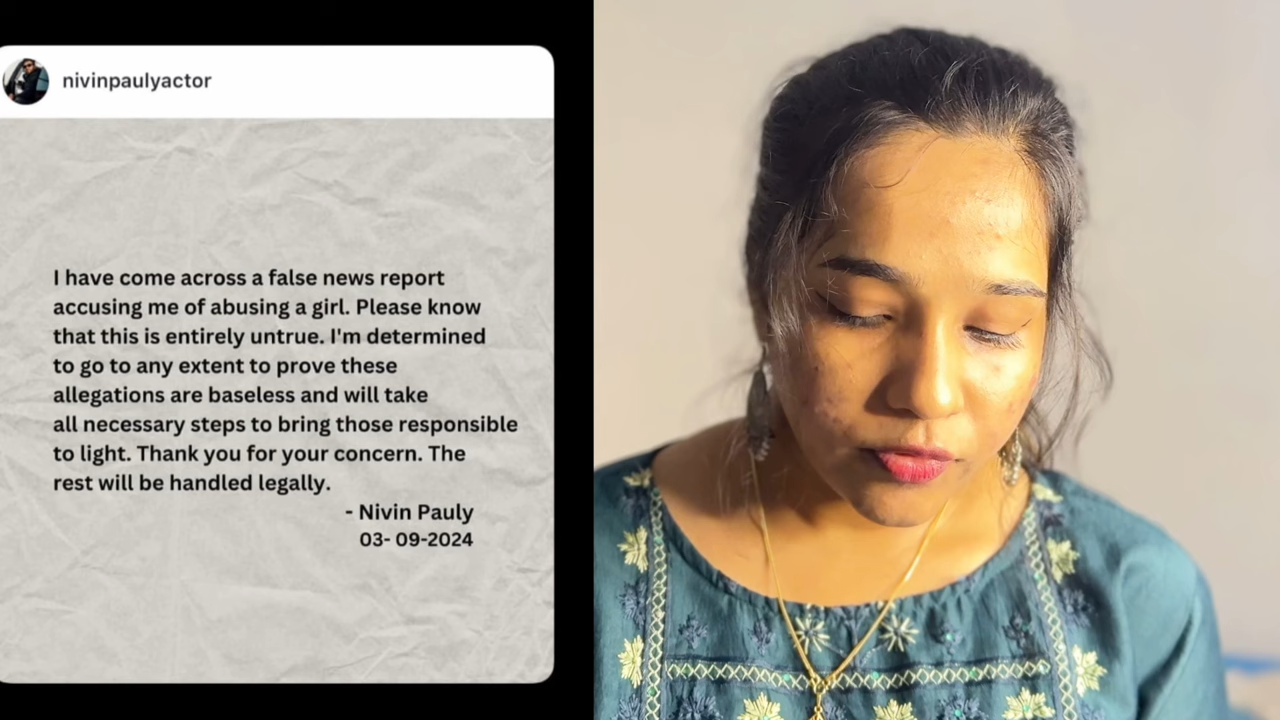 nivinpaulyactor
I have come across a false news report
accusing me of abusing a girl. Please know
that this is entirely untrue. I'm determined
to go to any extent to prove these
allegations are baseless and will take
all necessary steps to bring those responsible
to light. Thank you for your concern. The
rest will be handled legally.
- Nivin Pauly
03- 09-2024